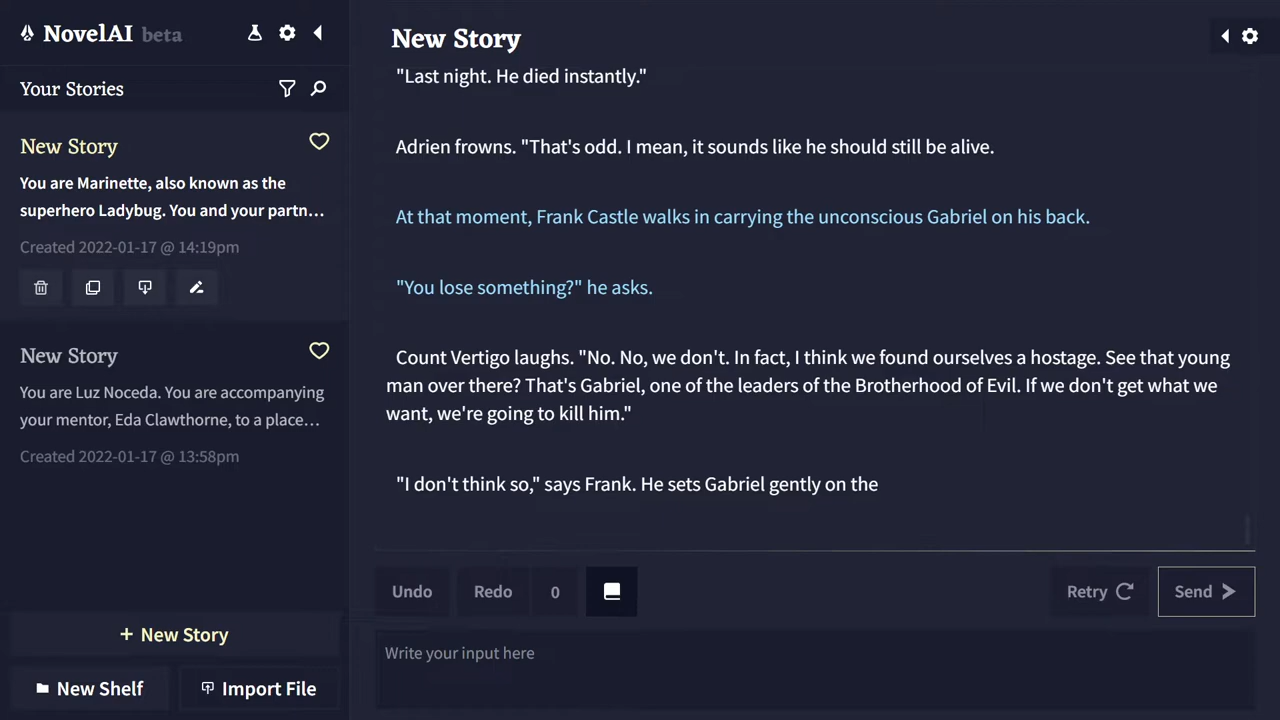 NovelAI beta
Your Stories
New Story
You are Marinette, also known as the
superhero Ladybug. You and your partn...
Created 2022-01-17 @ 14:19pm
New Story
You are Luz Noceda. You are accompanying
your mentor, Eda Clawthorne, to a place...
Created 2022-01-17 @ 13:58pm
+ New Story
New Shelf
Import File
New Story
"Last night. He died instantly."
Adrien frowns. "That's odd. I mean, it sounds like he should still be alive.
At that moment, Frank Castle walks in carrying the unconscious Gabriel on his back.
"You lose something?" he asks.
Count Vertigo laughs. "No. No, we don't. In fact, I think we found ourselves a hostage. See that young
man over there? That's Gabriel, one of the leaders of the Brotherhood of Evil. If we don't get what we
want, we're going to kill him."
"I don't think so," says Frank. He sets Gabriel gently on the
Undo
Redo
0
Retry
Send
Write your input here